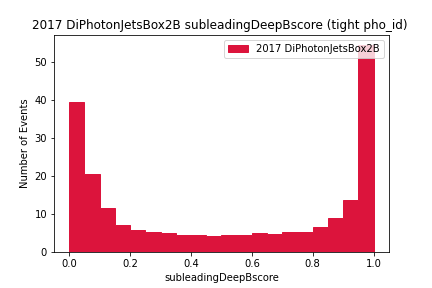 2017 DiPhotonJetsBox2B subleadingDeepBscore (tight pho_id)
2017 DiPhotonJetsBox2B
Number of Events
50
40
30
20
10
0
0.0 0.2 0.4 0.6 0.8 1.0
subleadingDeepBscore